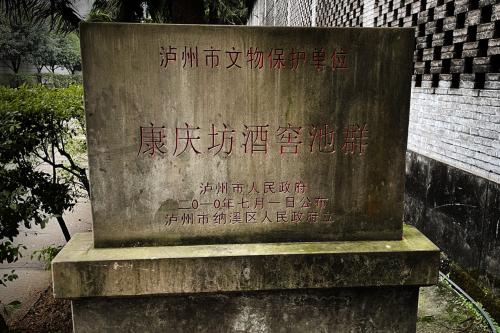 泸州市文物保护单位
康庆坊酒窖池群
泸州市人民政府
二〇一〇年七月一日公布
泸州市纳溪区人民政府立